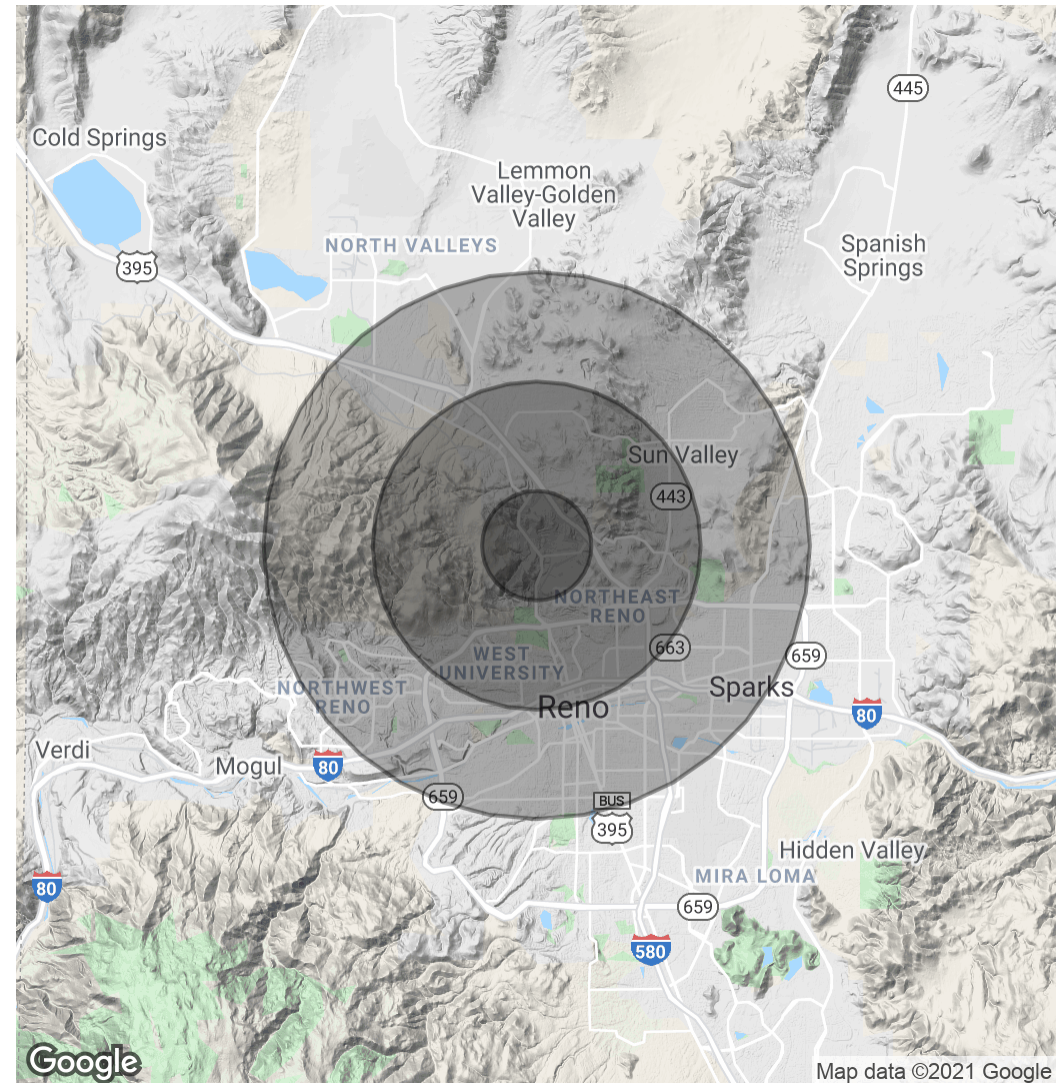 445
Cold Springs
Lemmon
Valley-Golden
Valley
NORTH VALLEYS
Spanish
Springs
395
Sun Valley
443
NORTHEAST
RENO
WEST
UNIVERSITY
663
659
NORTHWEST
RENO
Sparks
Reno
80
Verdi
Mogul
80
659
BUS
395
Hidden Valley
MIRA LOMA
80
659
580
Google
Map data ©2021 Google